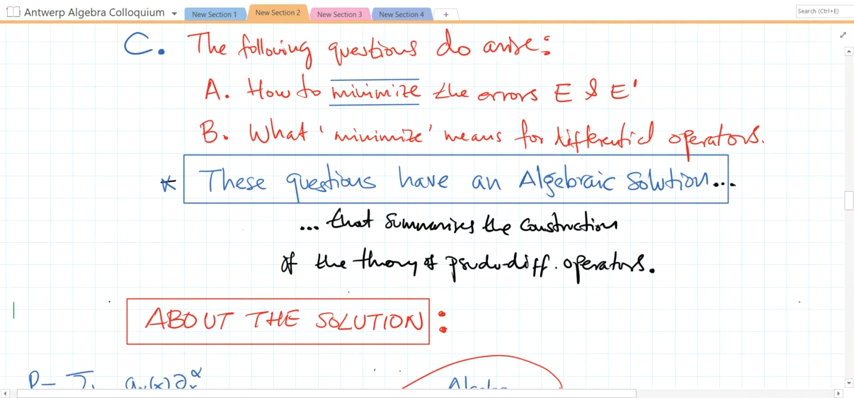 Antwerp Algebra Colloquium New Section 1 New Section 2 New Section 3 New Section 4 + Search (Ctrl+E)
C. The following questions do arise:
A. How to minimize the errors E & E'
B. What 'minimize' means for differential operators.
* These questions have an Algebraic Solution...
... that summarizes the construction
of the theory of pseudo-diff. operators.
ABOUT THE SOLUTION:
Algebra